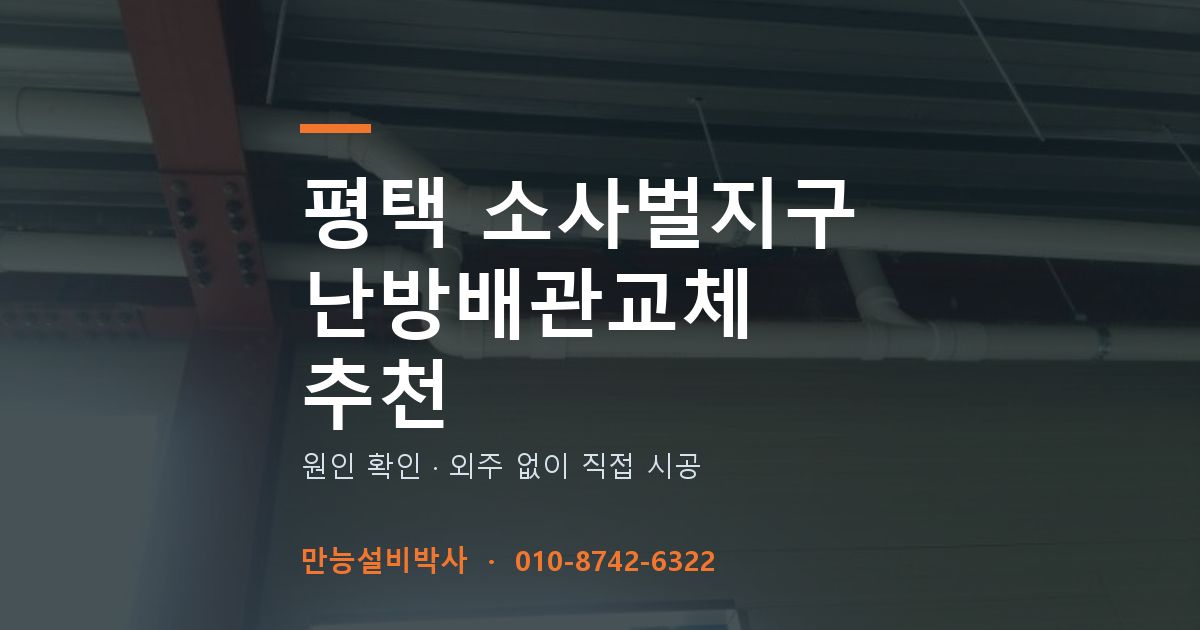 평택 소사벌지구
난방배관교체
추천
원인 확인 · 외주 없이 직접 시공
만능설비박사 · 010-8742-6322